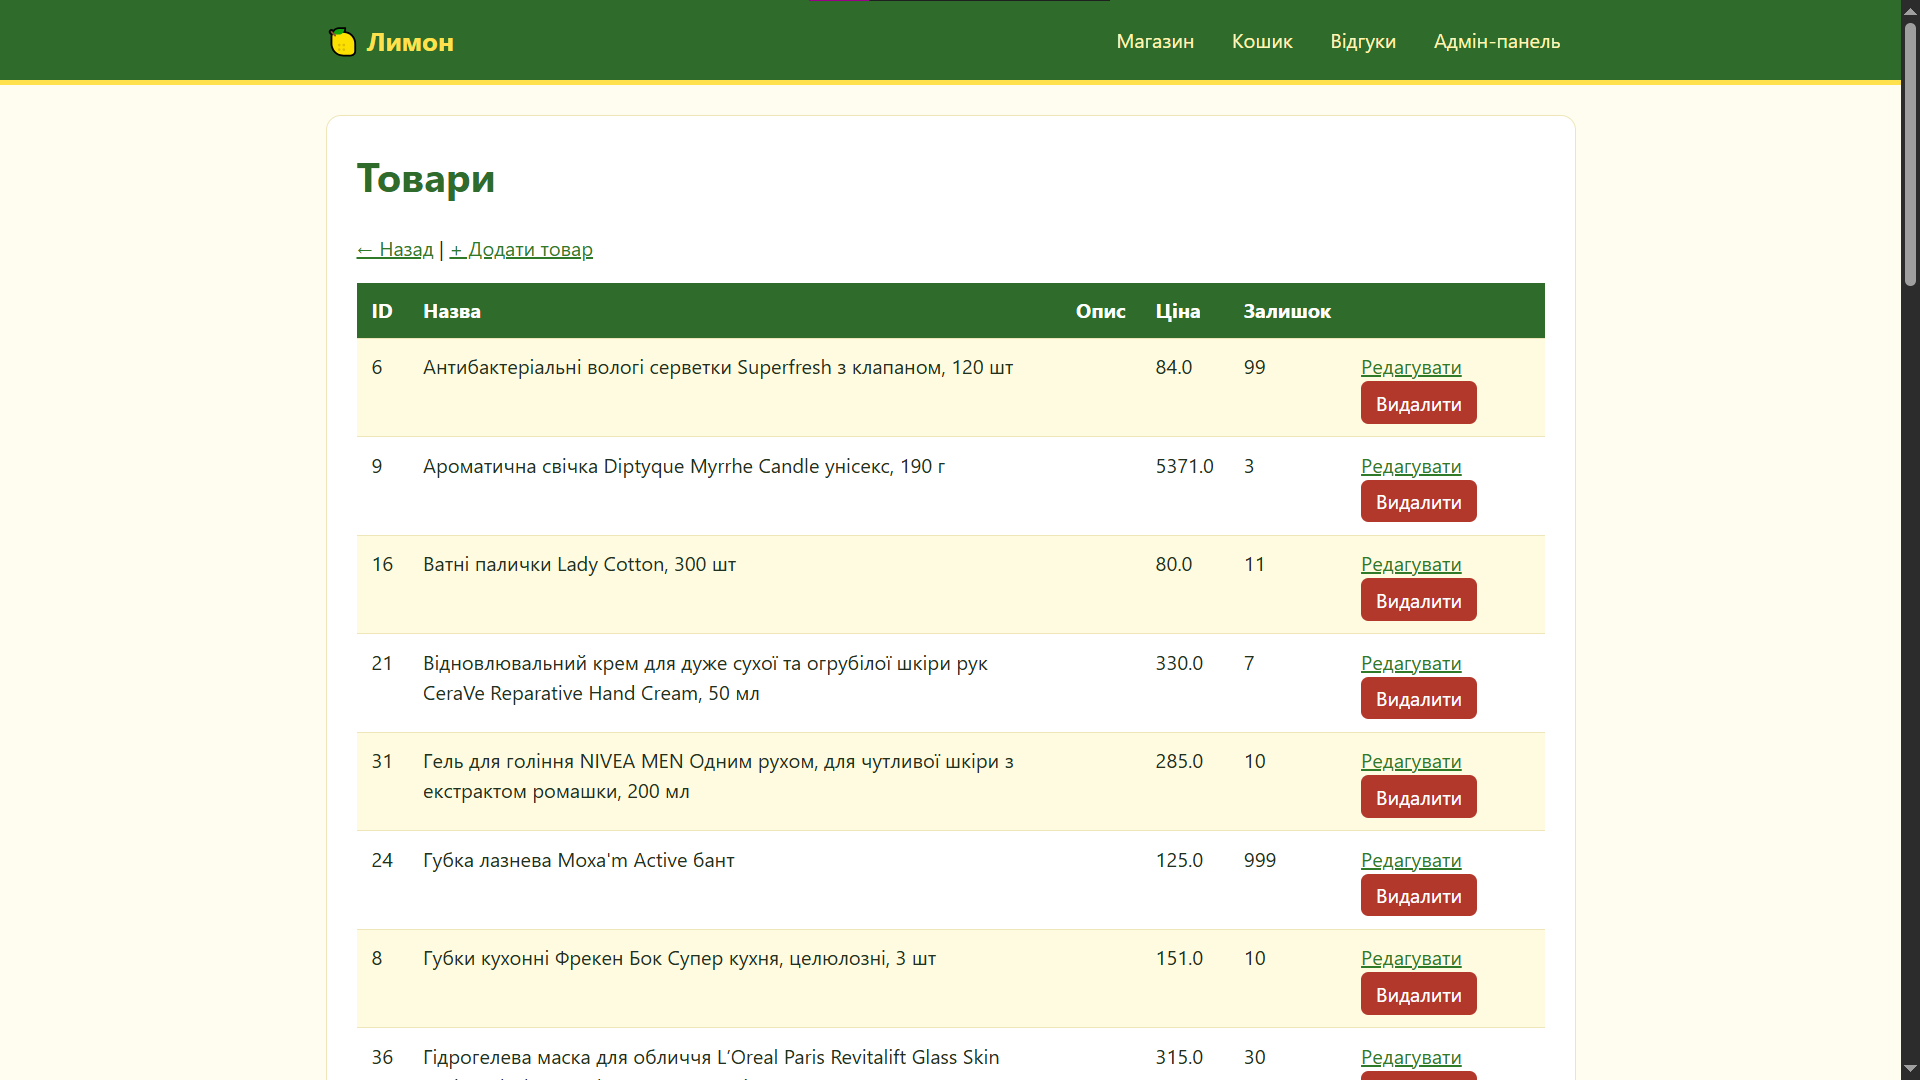 Лимон
Магазин Кошик Відгуки Адмін-панель
Товари
← Назад | + Додати товар
ID Назва Опис Ціна Залишок
6 Антибактеріальні вологі серветки Superfresh з клапаном, 120 шт 84.0 99 Редагувати
Видалити
9 Ароматична свічка Diptyque Myrrhe Candle унісекс, 190 г 5371.0 3 Редагувати
Видалити
16 Ватні палички Lady Cotton, 300 шт 80.0 11 Редагувати
Видалити
21 Відновлювальний крем для дуже сухої та огрубілої шкіри рук 330.0 7 Редагувати
CeraVe Reparative Hand Cream, 50 мл
Видалити
31 Гель для гоління NIVEA MEN Одним рухом, для чутливої шкіри з 285.0 10 Редагувати
екстрактом ромашки, 200 мл
Видалити
24 Губка лазнева Moxa'm Active бант 125.0 999 Редагувати
Видалити
8 Губки кухонні Фрекен Бок Супер кухня, целюлозні, 3 шт 151.0 10 Редагувати
Видалити
36 Гідрогелева маска для обличчя L’Oreal Paris Revitalift Glass Skin 315.0 30 Редагувати